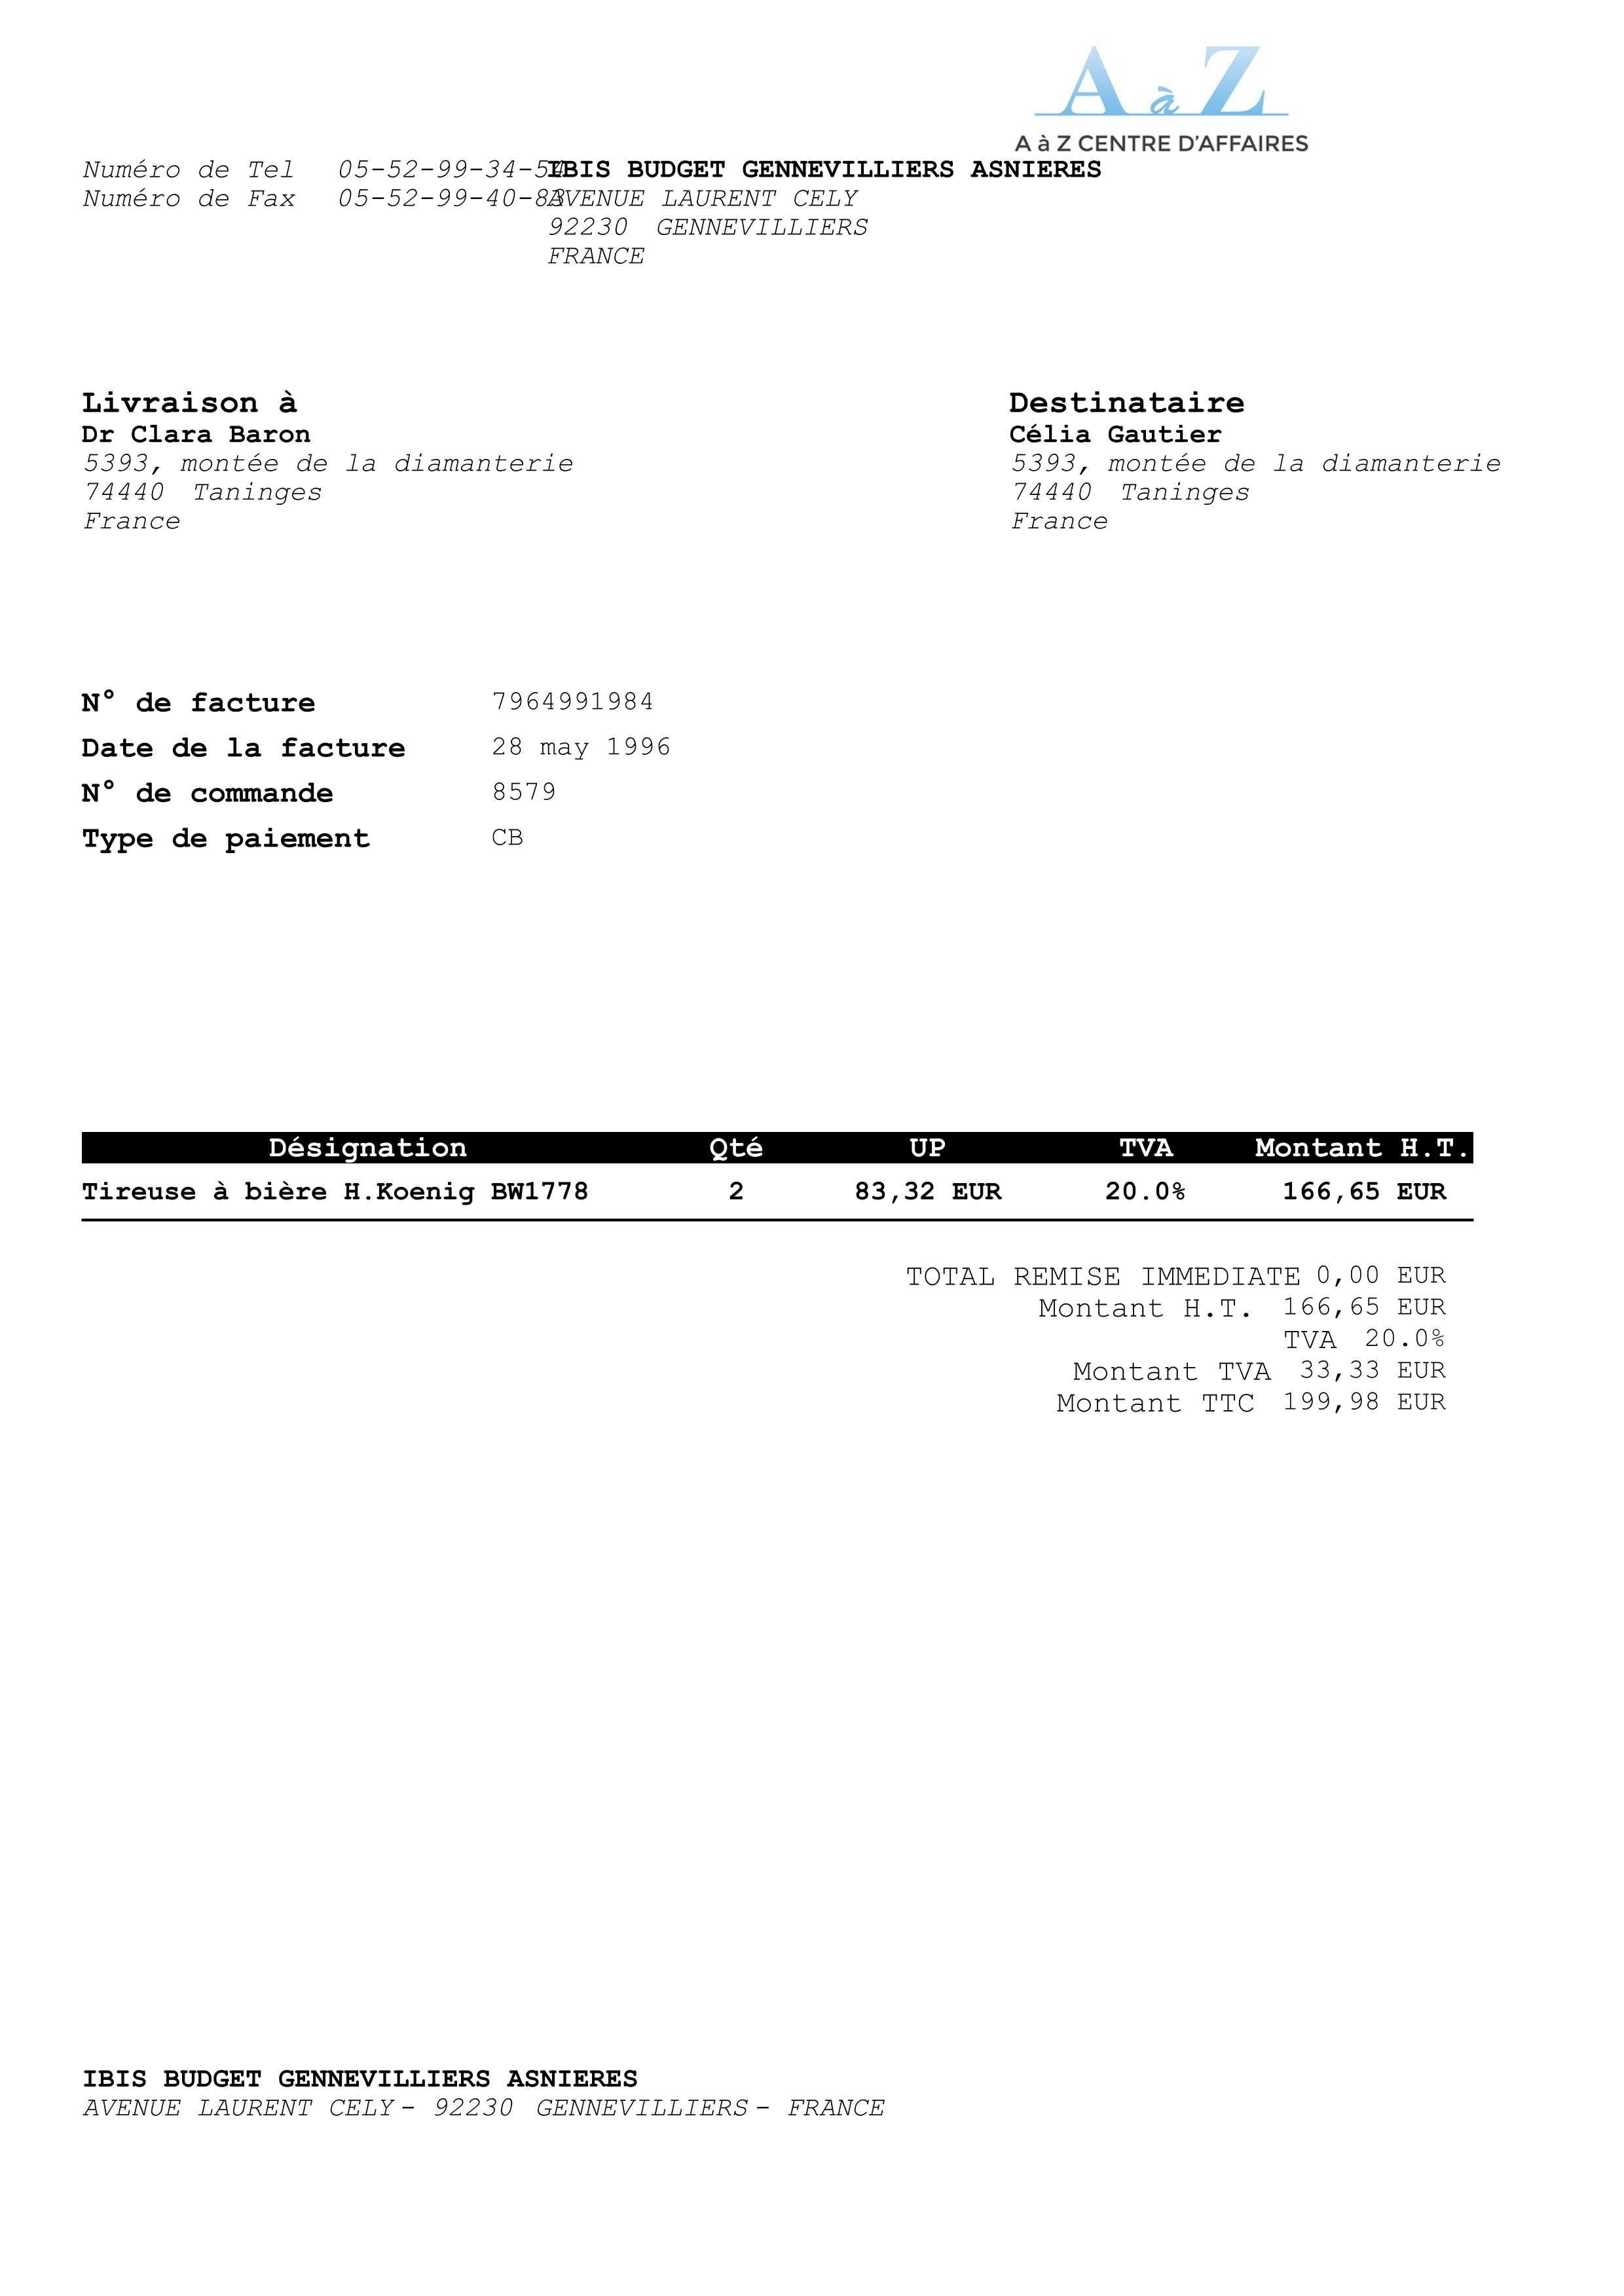 A à Z
A à Z CENTRE D'AFFAIRES
Numéro de Tel 05-52-99-34-54 IBIS BUDGET GENNEVILLIERS ASNIERES
Numéro de Fax 05-52-99-40-83 AVENUE LAURENT CELY
92230 GENNEVILLIERS
FRANCE
Livraison à
Dr Clara Baron
5393, montée de la diamanterie
74440 Taninges
France
Destinataire
Célia Gautier
5393, montée de la diamanterie
74440 Taninges
France
N° de facture 7964991984
Date de la facture 28 may 1996
N° de commande 8579
Type de paiement CB
Désignation Qté UP TVA Montant H.T.
Tireuse à bière H.Koenig BW1778 2 83,32 EUR 20.0% 166,65 EUR
TOTAL REMISE IMMEDIATE 0,00 EUR
Montant H.T. 166,65 EUR
TVA 20.0%
Montant TVA 33,33 EUR
Montant TTC 199,98 EUR
IBIS BUDGET GENNEVILLIERS ASNIERES
AVENUE LAURENT CELY - 92230 GENNEVILLIERS - FRANCE